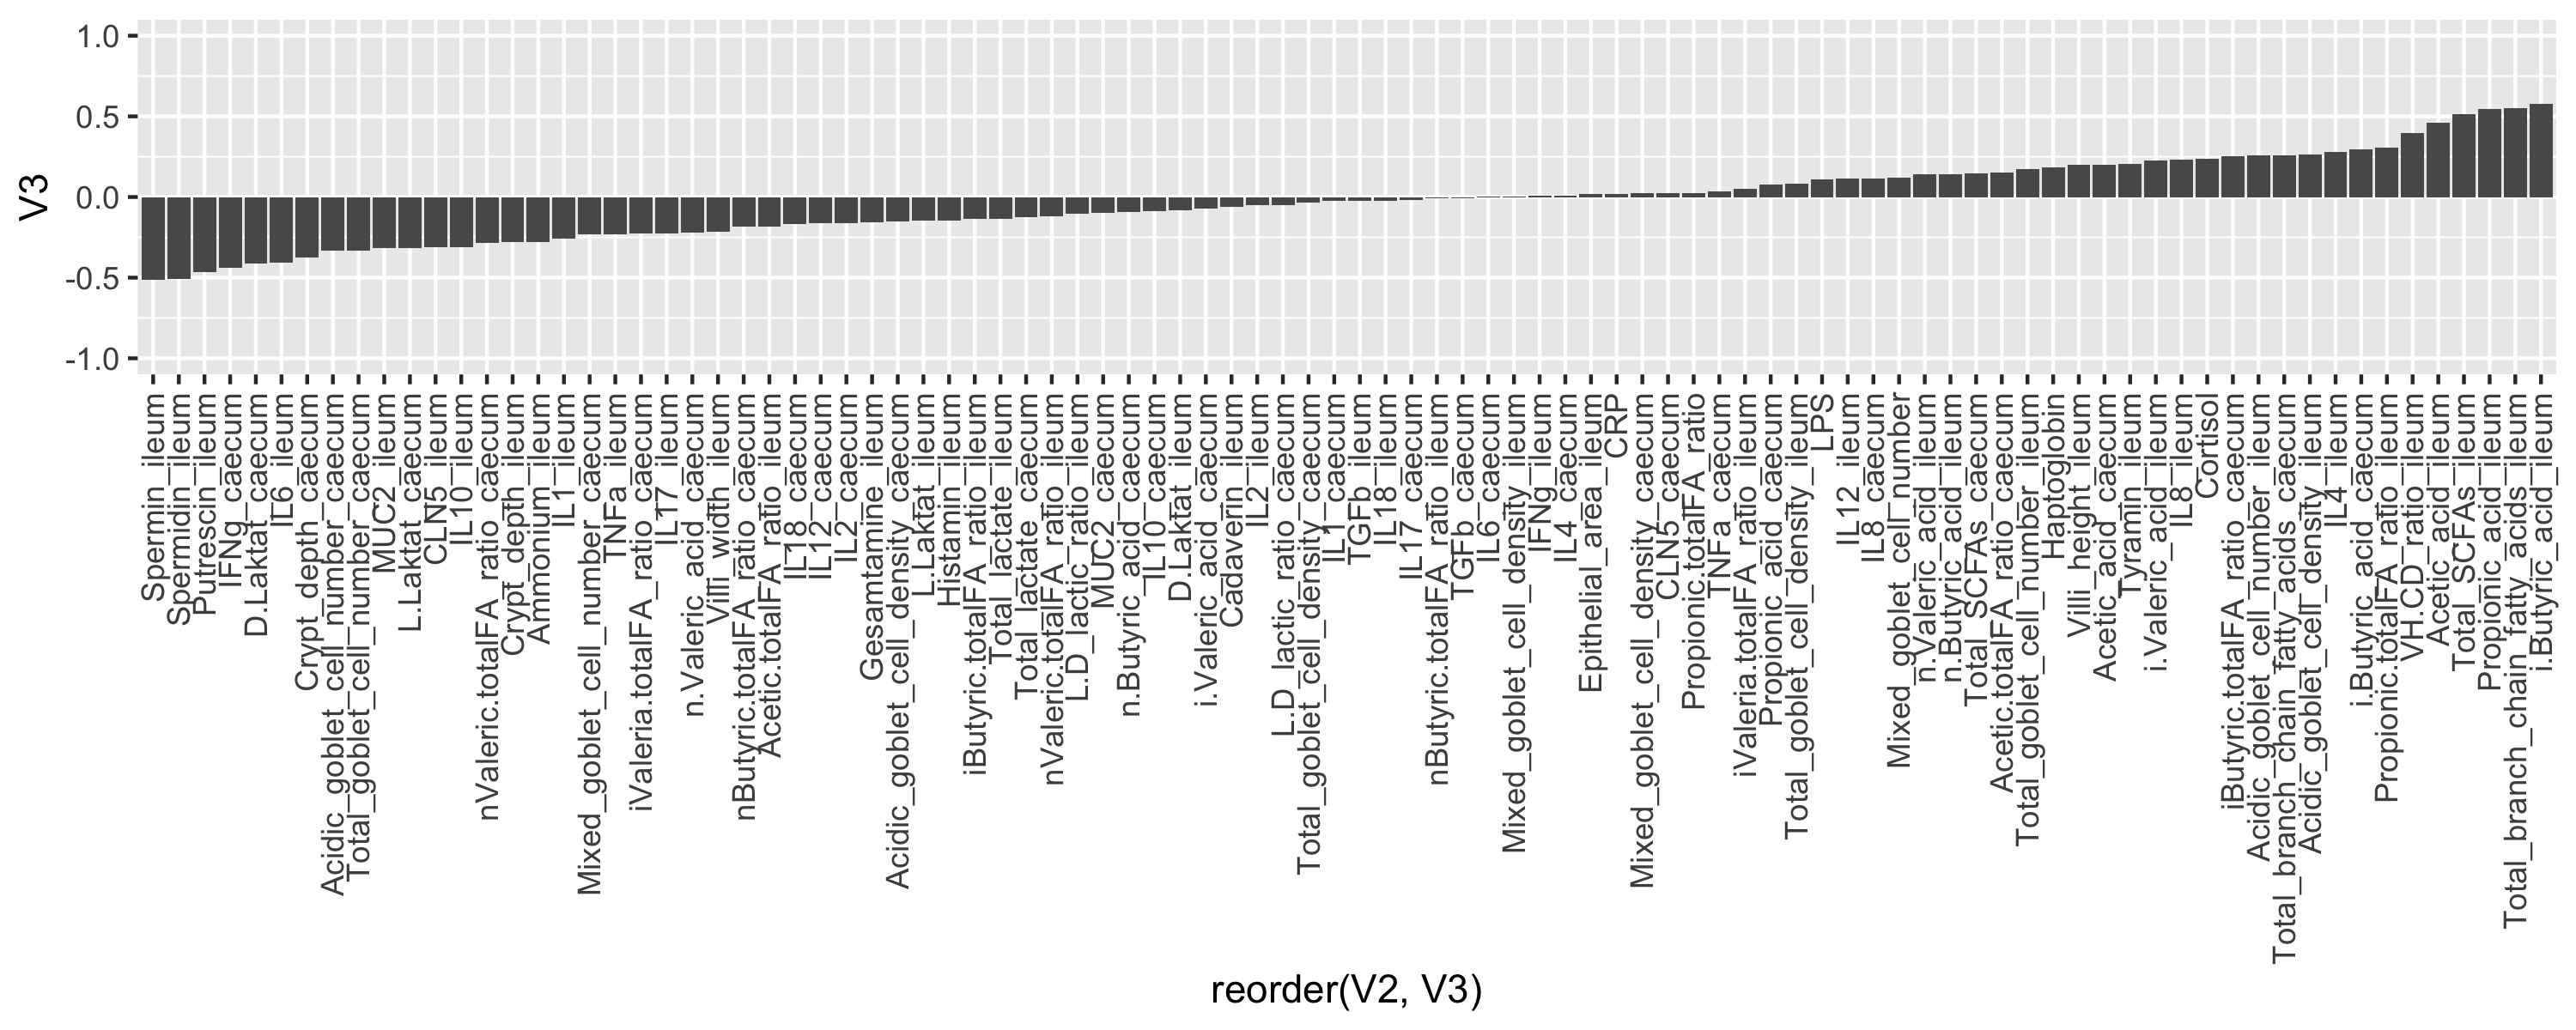 1.0
0.5
0.0
-0.5
-1.0
V3
Spermin_ileum
Spermidin_ileum
Putrescin_ileum
IFNg_caecum
D.Laktat_caecum
IL6_ileum
Crypt_depth_caecum
Acidic_goblet_cell_number_caecum
Total_goblet_cell_number_caecum
MUC2_ileum
L.Laktat_caecum
CLN5_ileum
IL10_ileum
nValeric.totalFA_ratio_caecum
Crypt_depth_ileum
Ammonium_ileum
IL1_ileum
Mixed_goblet_cell_number_caecum
TNFa_ileum
iValeria.totalFA_ratio_caecum
IL17_ileum
n.Valeric_acid_caecum
Villi_width_ileum
nButyric.totalFA_ratio_caecum
Acetic.totalFA_ratio_ileum
IL18_caecum
IL12_caecum
IL2_caecum
Gesamtamine_ileum
Acidic_goblet_cell_density_caecum
L.Laktat_ileum
Histamin_ileum
iButyric.totalFA_ratio_ileum
Total_lactate_ileum
Total_lactate_caecum
nValeric.totalFA_ratio_ileum
L.D_lactic_ratio_ileum
MUC2_caecum
n.Butyric_acid_caecum
IL10_caecum
D.Laktat_ileum
i.Valeric_acid_caecum
Cadaverin_ileum
IL2_ileum
L.D_lactic_ratio_caecum
Total_goblet_cell_density_caecum
IL1_caecum
TGFb_ileum
IL18_ileum
IL17_caecum
nButyric.totalFA_ratio_ileum
TGFb_caecum
IL6_caecum
Mixed_goblet_cell_density_ileum
IFNg_ileum
IL4_caecum
Epithelial_area_ileum
CRP
Mixed_goblet_cell_density_caecum
CLN5_caecum
Propionic.totalFA_ratio
TNFa_caecum
iValeria.totalFA_ratio_ileum
Propionic_acid_caecum
Total_goblet_cell_density_ileum
LPS
IL12_ileum
IL8_caecum
Mixed_goblet_cell_number
n.Valeric_acid_ileum
n.Butyric_acid_ileum
Total_SCFAs_caecum
Acetic.totalFA_ratio_caecum
Total_goblet_cell_number_ileum
Haptoglobin
Villi_height_ileum
Acetic_acid_caecum
Tyramin_ileum
i.Valeric_acid_ileum
IL8_ileum
Cortisol
iButyric.totalFA_ratio_caecum
Acidic_goblet_cell_number_ileum
Total_branch_chain_fatty_acids_caecum
Acidic_goblet_cell_density_ileum
IL4_ileum
i.Butyric_acid_caecum
Propionic.totalFA_ratio_ileum
VH.CD_ratio_ileum
Acetic_acid_ileum
Total_SCFAs_ileum
Propionic_acid_ileum
Total_branch_chain_fatty_acids_ileum
i.Butyric_acid_ileum
reorder(V2, V3)